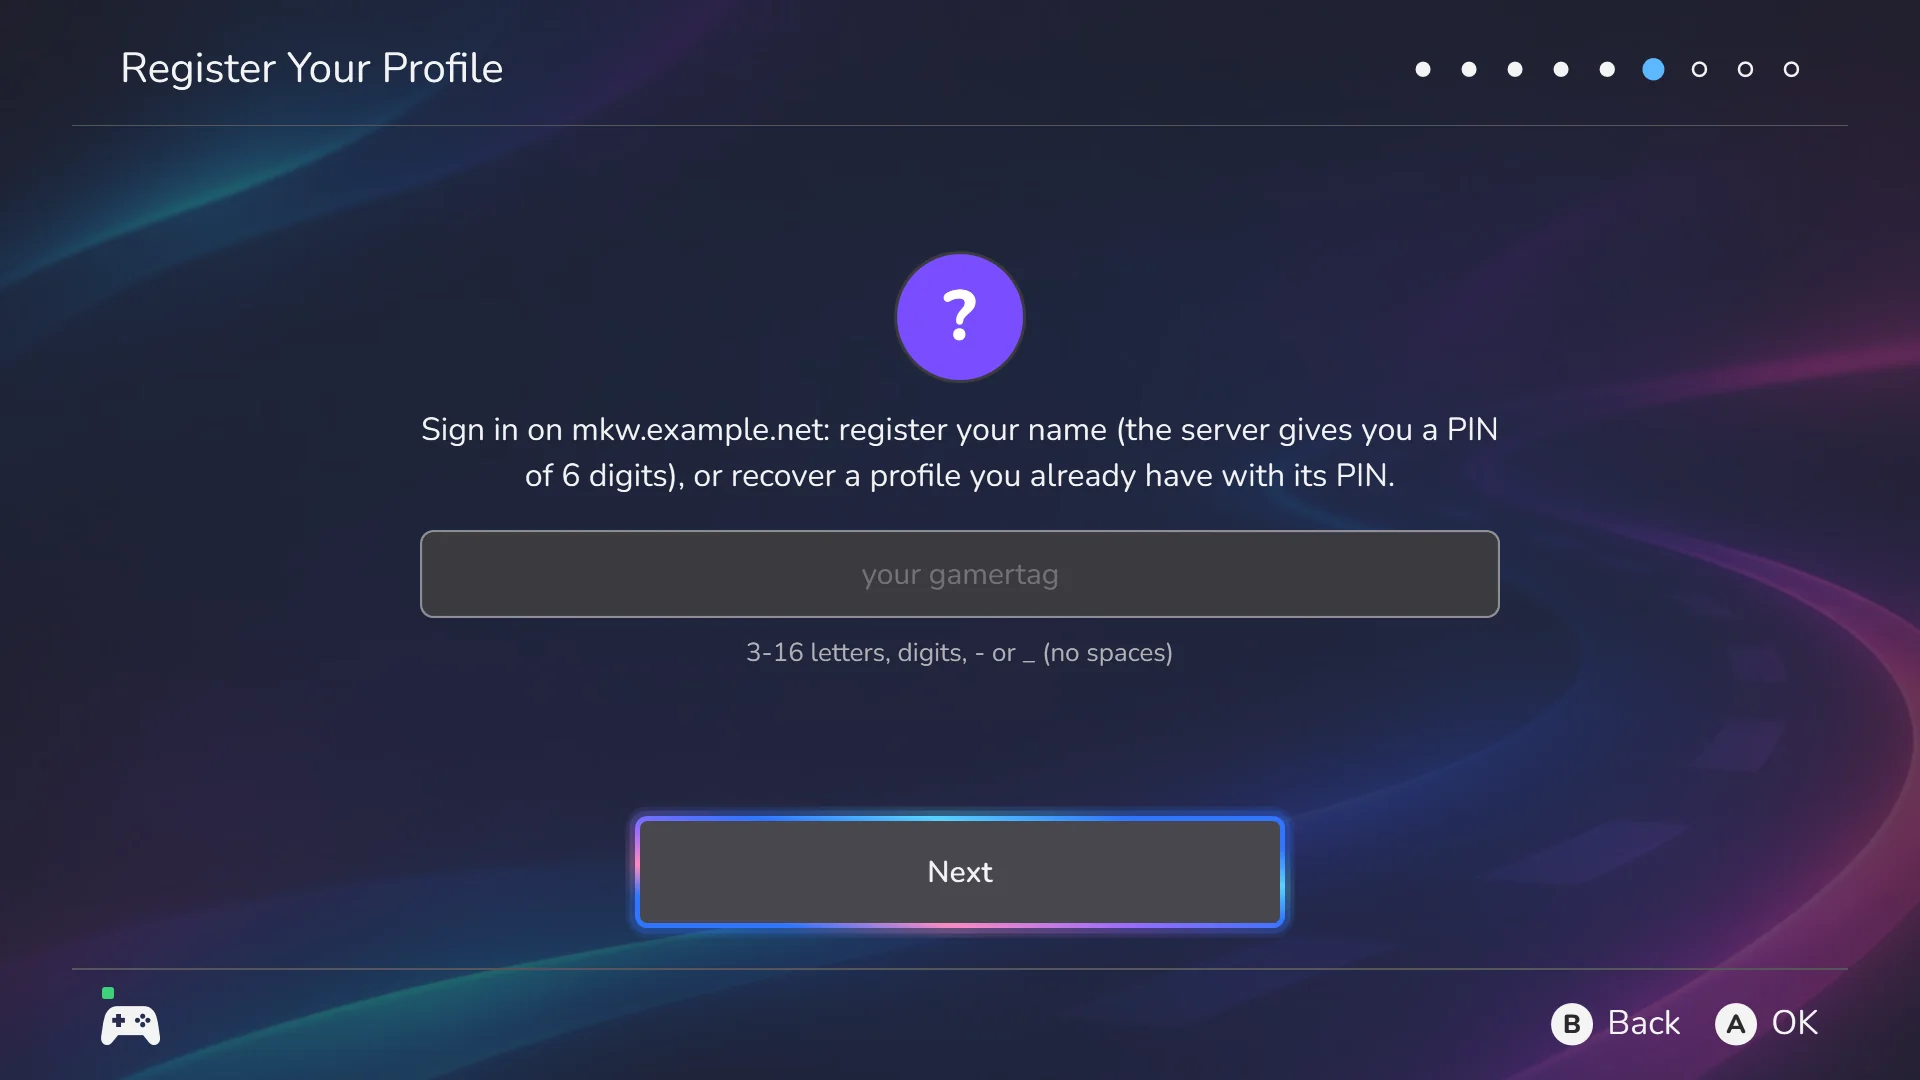 Register Your Profile
?
Sign in on mkw.example.net: register your name (the server gives you a PIN
of 6 digits), or recover a profile you already have with its PIN.
your gamertag
3-16 letters, digits, - or _ (no spaces)
Next
B Back A OK